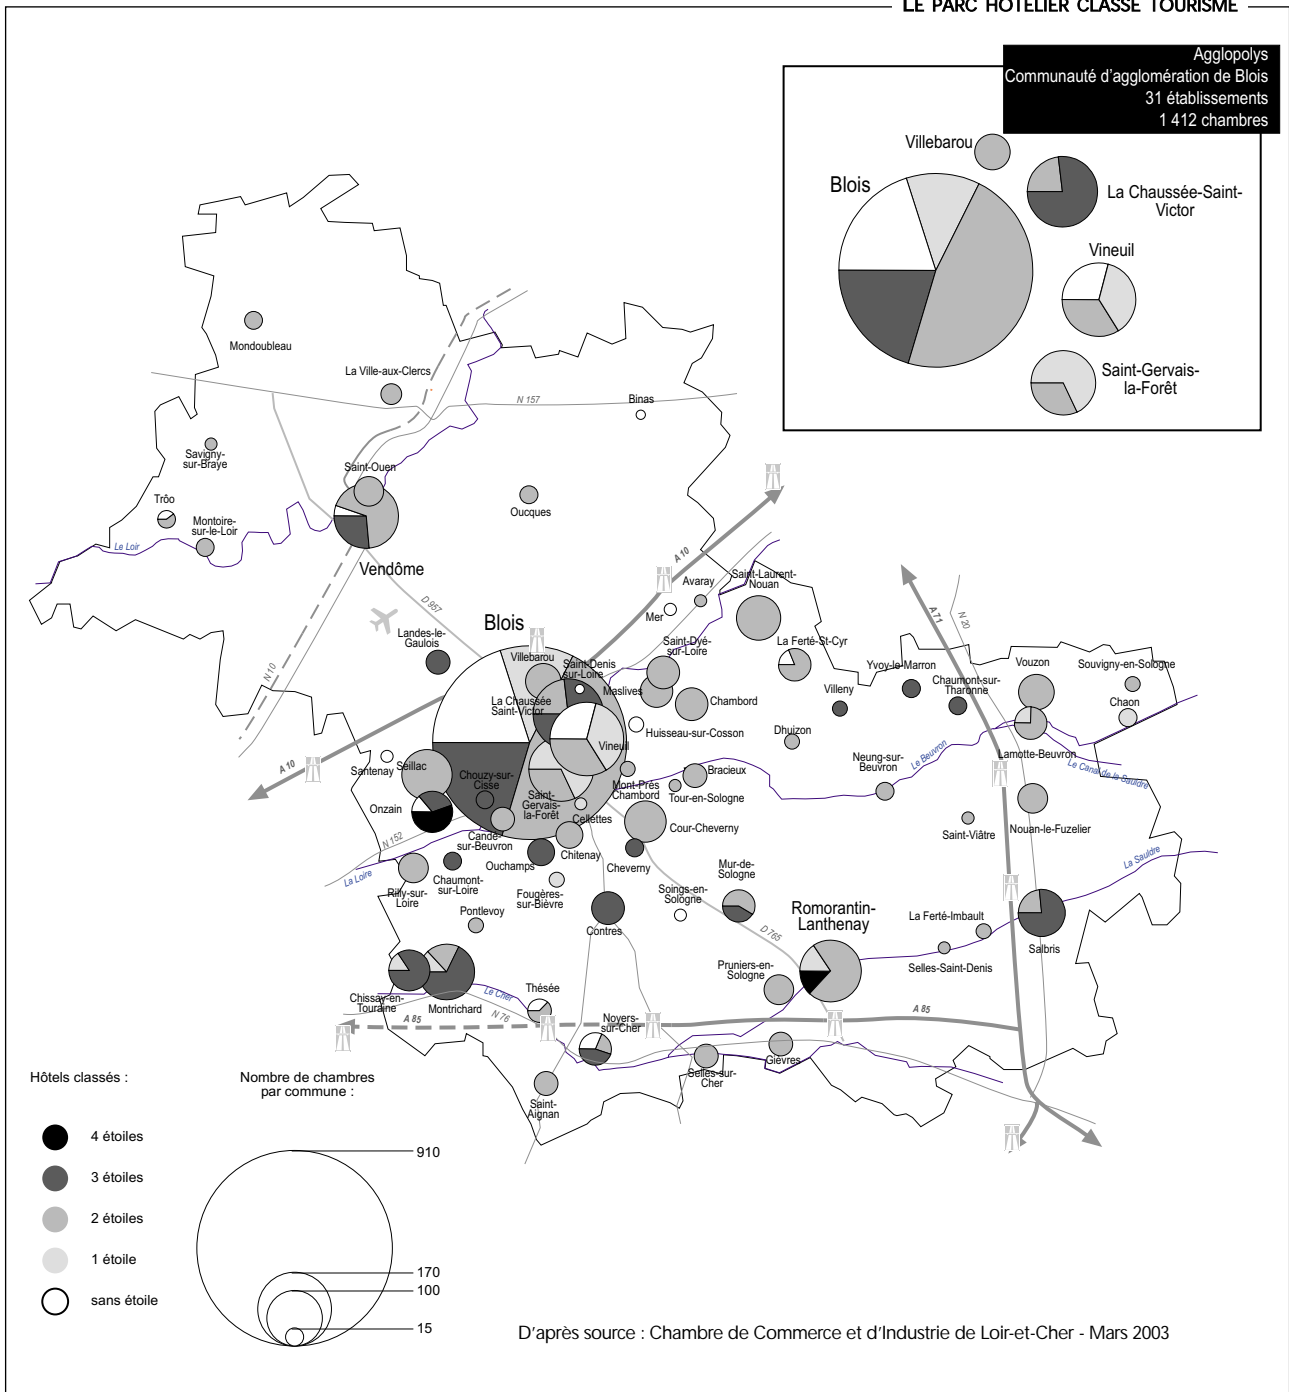 LE PARC HOTELIER CLASSE TOURISME
Agglopolys
Communauté d'agglomération de Blois
31 établissements
1 412 chambres
Villebarou
Blois
La Chaussée-Saint-
Victor
Vineuil
Saint-Gervais-
la-Forêt
Mondoubleau
La Ville-aux-Clercs
N 157
Binas
Savigny-
sur-Braye
Saint-Ouen
Trôo
Oucques
Montoire-
sur-le-Loir
Le Loir
Vendôme
A 10
D 957
Avaray
Saint-Laurent-
Nouan
Mer
A 71
N 20
Blois
Landes-le-
Gaulois
Villebarou
Saint-Denis
sur-Loire
Saint-Dyé-
sur-Loire
La Ferté-St-Cyr
Yvoy-le-Marron
Vouzon
Souvigny-en-Sologne
N 10
Maslives
Chambord
Villeny
Chaumont-sur-
Tharonne
Chaon
La Chaussée
Saint-Victor
Huisseau-sur-Cosson
Dhuizon
Vineuil
Lamotte-Beuvron
Le Beuvron
Le Canal de la Sauldre
A 10
Santenay
Seillac
Chouzy-sur-
Cisse
Mont-Près
Chambord
Bracieux
Tour-en-Sologne
Neung-sur-
Beuvron
Onzain
Saint-
Gervais-
la-Forêt
Cellettes
Cour-Cheverny
Saint-Viâtre
Nouan-le-Fuzelier
N 152
Candé-
sur-Beuvron
Chitenay
La Loire
Rilly-sur-
Loire
Chaumont-
sur-Loire
Ouchamps
Cheverny
Mur-de-
Sologne
La Sauldre
Fougères-
sur-Bièvre
Soings-en-
Sologne
Romorantin-
Lanthenay
Pontlevoy
Contres
D 765
La Ferté-Imbault
Salbris
Selles-Saint-Denis
Pruniers-en-
Sologne
Chissay-en-
Touraine
Montrichard
Le Cher
Thésée
N 76
A 85
Noyers-
sur-Cher
A 85
Gièvres
Selles-sur-
Cher
Saint-
Aignan
Hôtels classés :
4 étoiles
3 étoiles
2 étoiles
1 étoile
sans étoile
Nombre de chambres
par commune :
910
170
100
15
D'après source : Chambre de Commerce et d'Industrie de Loir-et-Cher - Mars 2003